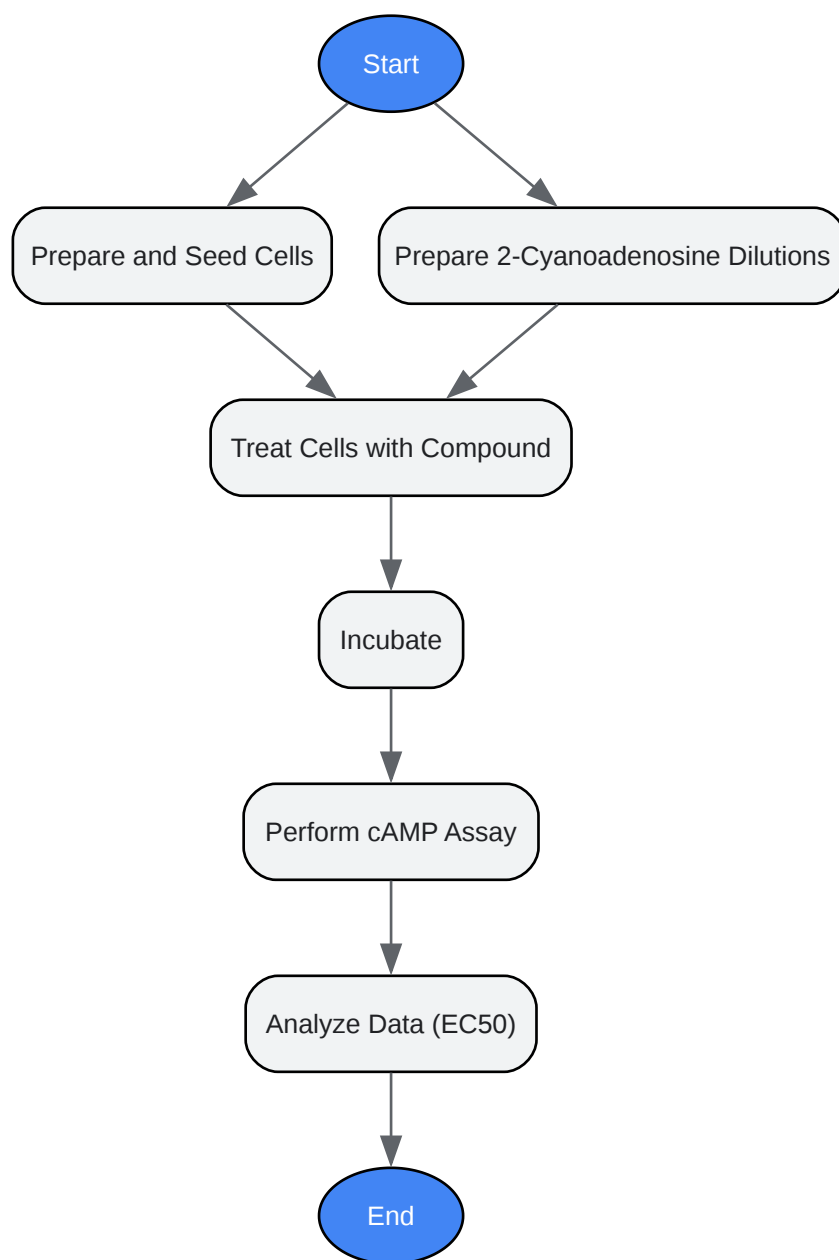 Start
Prepare and Seed Cells
Prepare 2-Cyanoadenosine Dilutions
Treat Cells with Compound
Incubate
Perform cAMP Assay
Analyze Data (EC50)
End